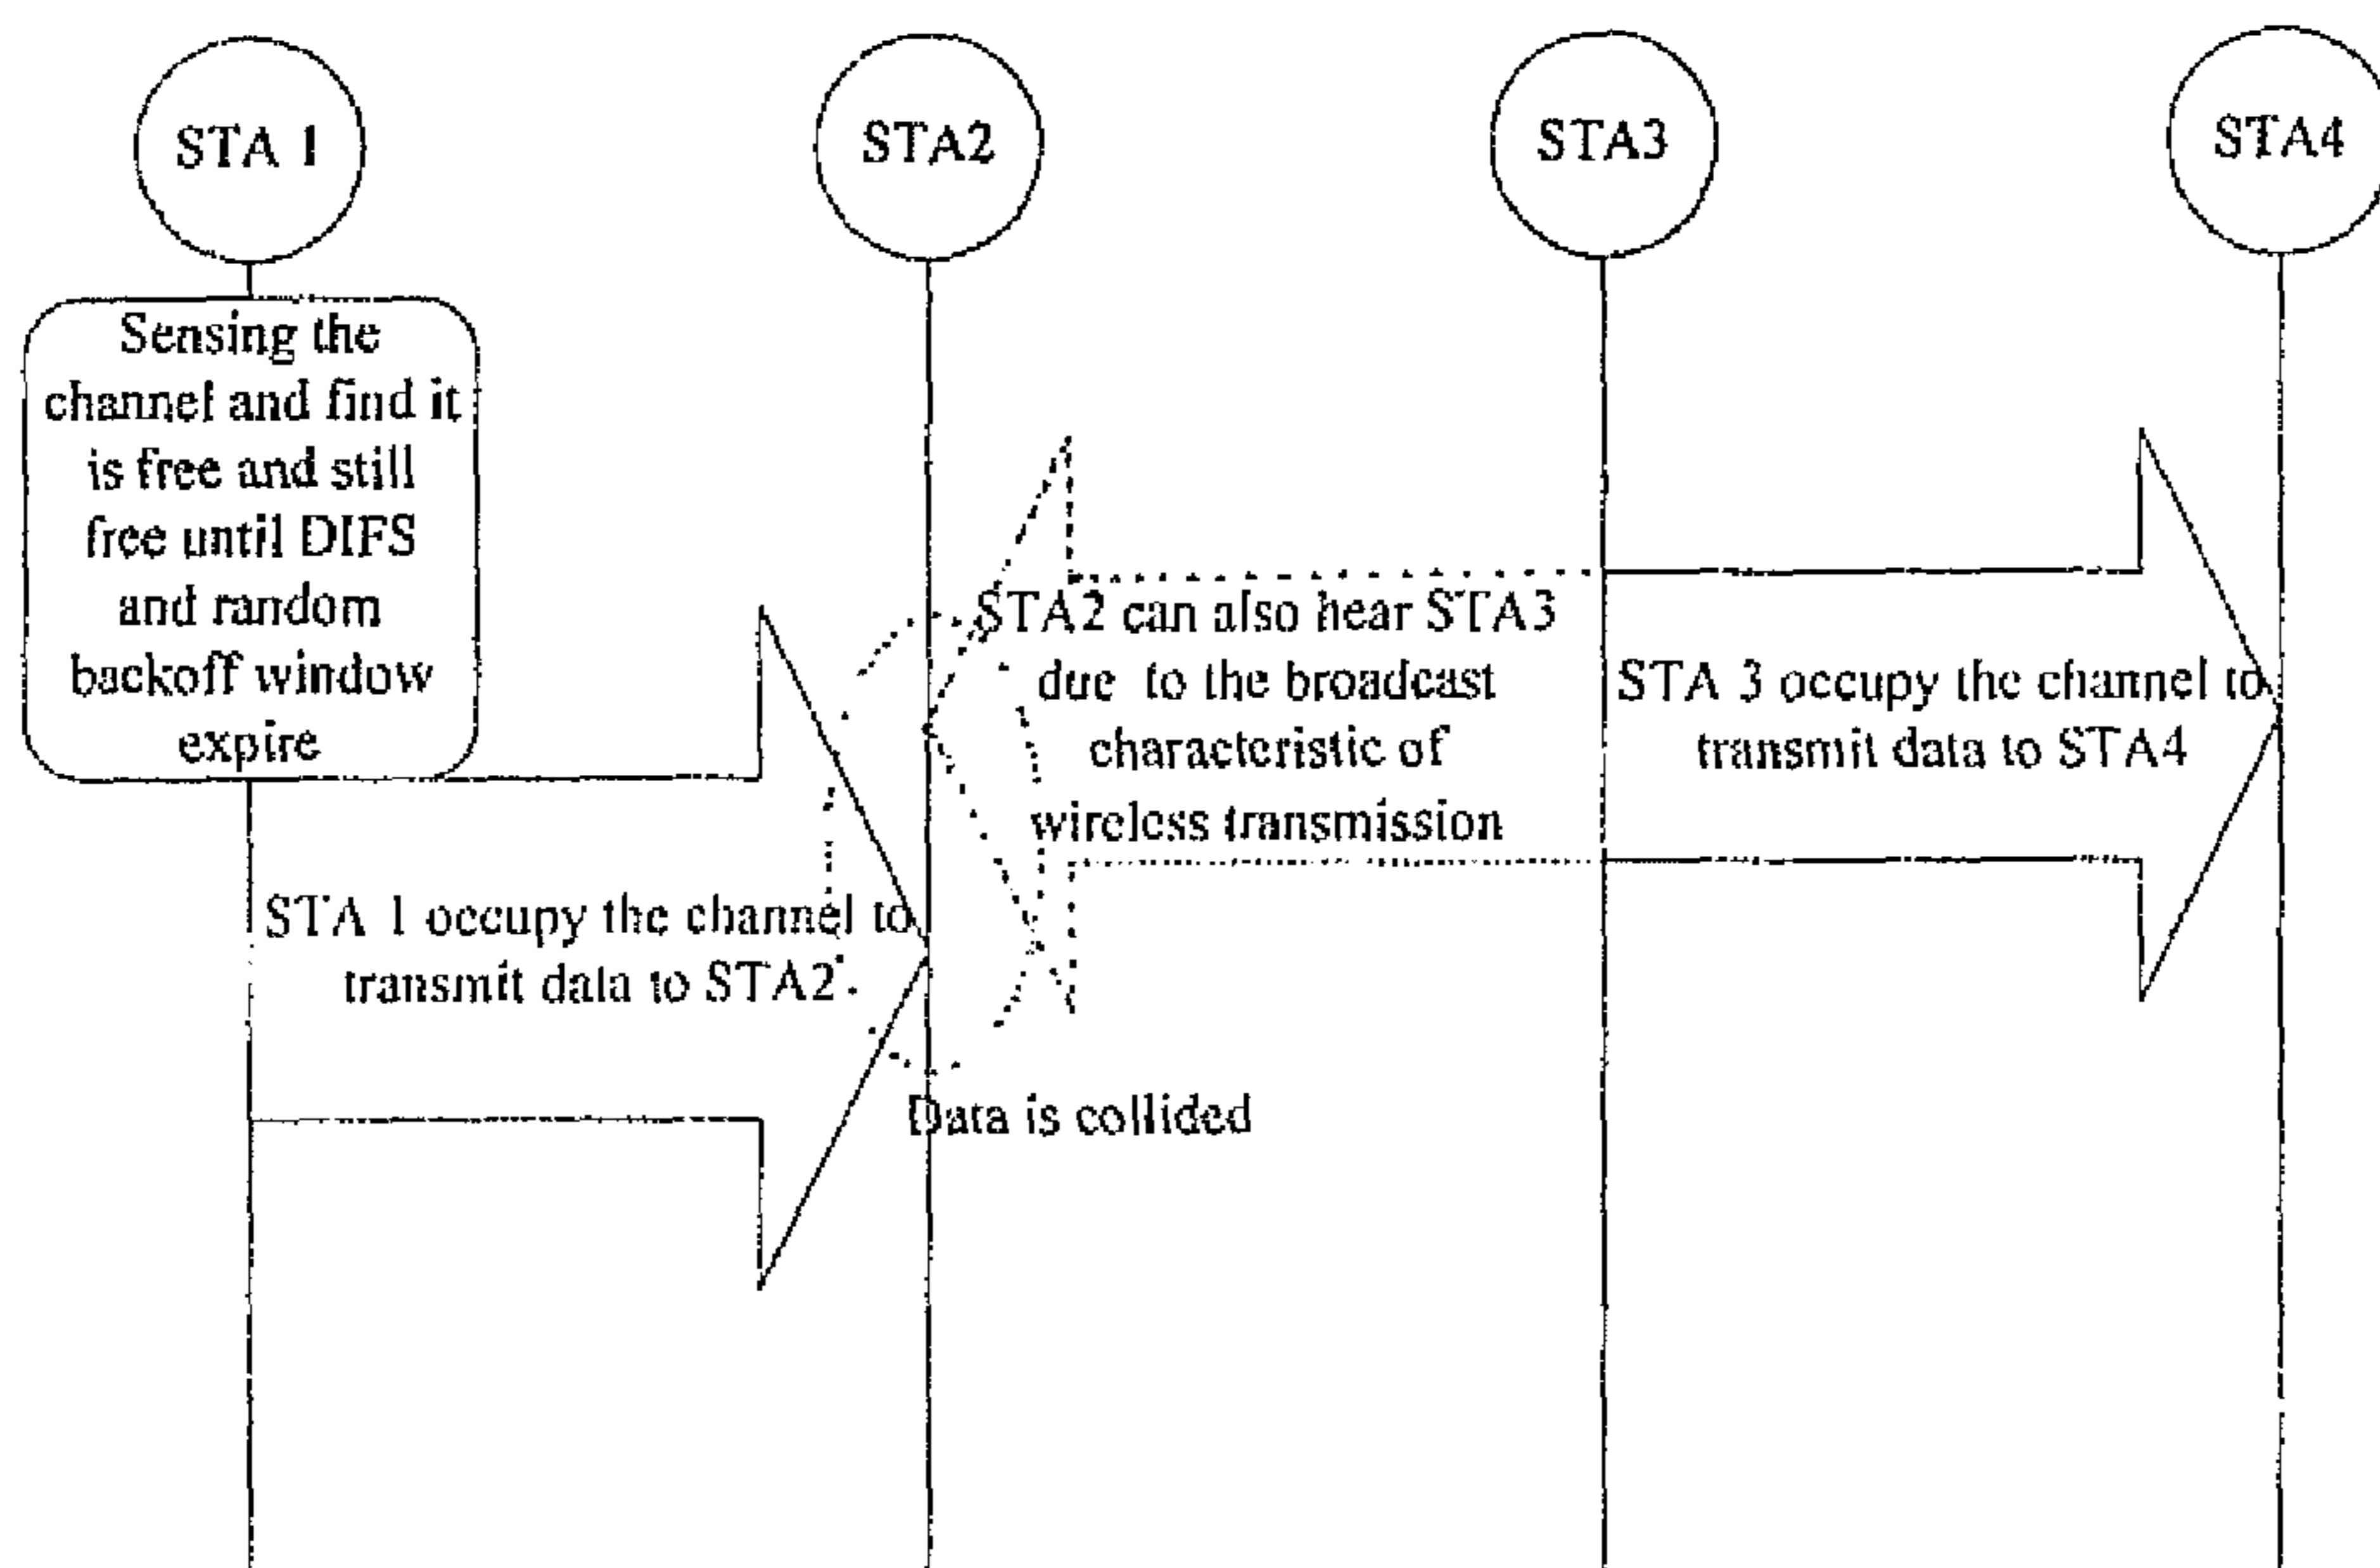 STA 1
STA2
STA3
STA4
Sensing the
channel and find it
is free and still
free until DIFS
and random
backoff window
expire
STA2 can also hear STA3
due to the broadcast
characteristic of
wireless transmission
STA 3 occupy the channel to
transmit data to STA4
STA 1 occupy the channel to
transmit data to STA2
Data is collided